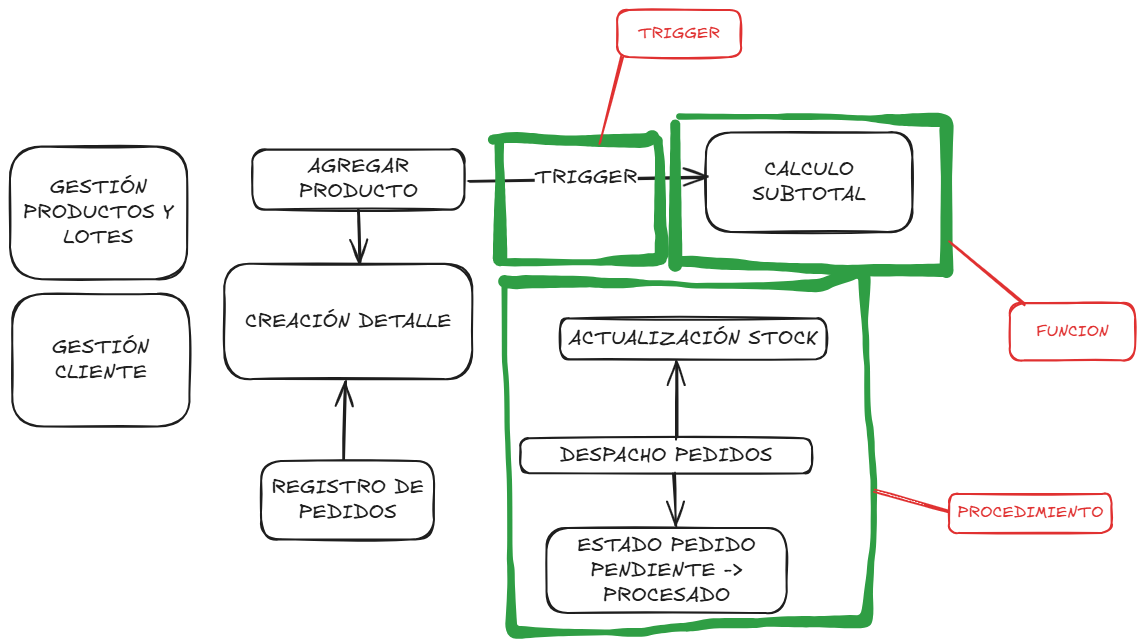 TRIGGER
GESTIÓN
PRODUCTOS Y
LOTES
AGREGAR
PRODUCTO
TRIGGER
CALCULO
SUBTOTAL
GESTIÓN
CLIENTE
CREACIÓN DETALLE
ACTUALIZACIÓN STOCK
FUNCION
REGISTRO DE
PEDIDOS
DESPACHO PEDIDOS
PROCEDIMIENTO
ESTADO PEDIDO
PENDIENTE ->
PROCESADO